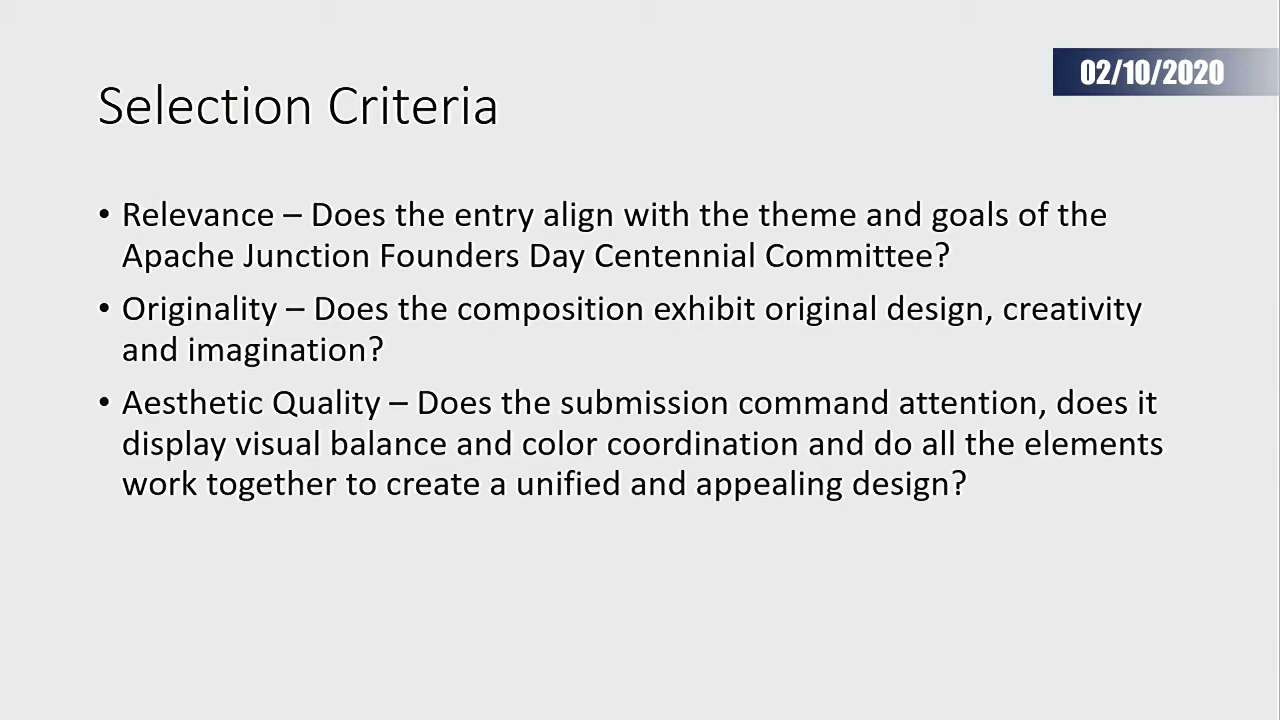 02/10/2020
Selection Criteria
• Relevance – Does the entry align with the theme and goals of the
Apache Junction Founders Day Centennial Committee?
• Originality – Does the composition exhibit original design, creativity
and imagination?
• Aesthetic Quality – Does the submission command attention, does it
display visual balance and color coordination and do all the elements
work together to create a unified and appealing design?